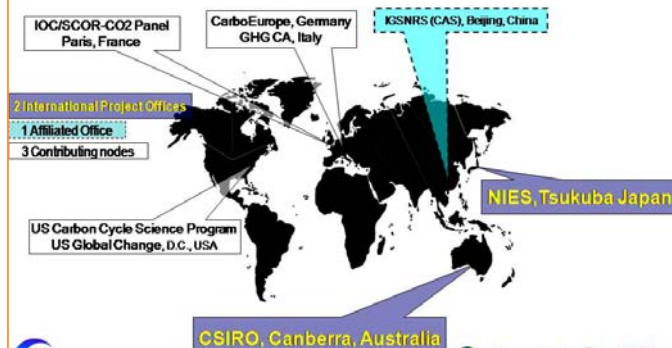 IOC/SCOR-CO2 Panel
Paris, France
CarboEurope, Germany
GHG CA, Italy
IGSNRS (CAS), Beijing, China
2 International Project Offices
1 Affiliated Office
3 Contributing nodes
NIES,Tsukuba Japan
US Carbon Cycle Science Program
US Global Change, D.C., USA
CSIRO, Canberra, Australia